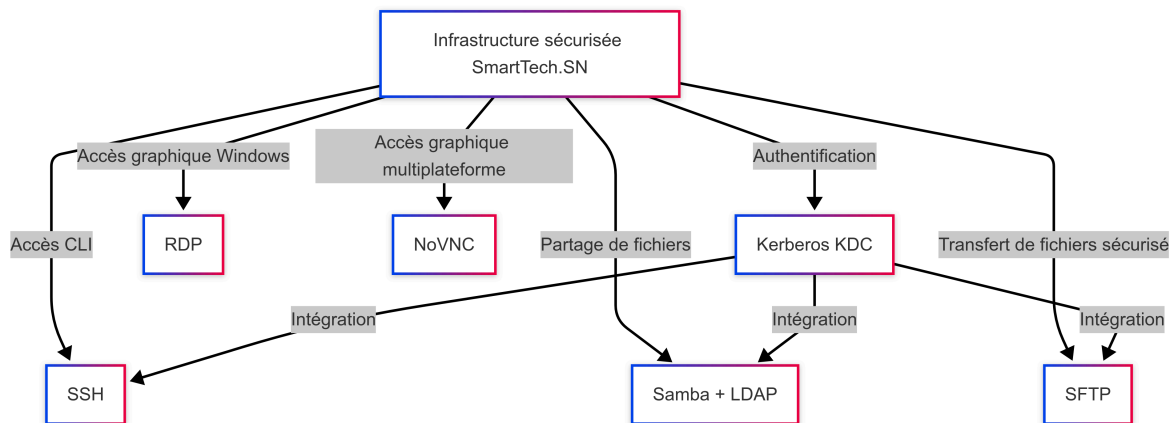 Infrastructure sécurisée
SmartTech.SN
Accès graphique Windows
Accès graphique
multiplateforme
Authentification
Accès CLI
RDP
NoVNC
Partage de fichiers
Kerberos KDC
Transfert de fichiers sécurisé
Intégration
Intégration
Intégration
SSH
Samba + LDAP
SFTP